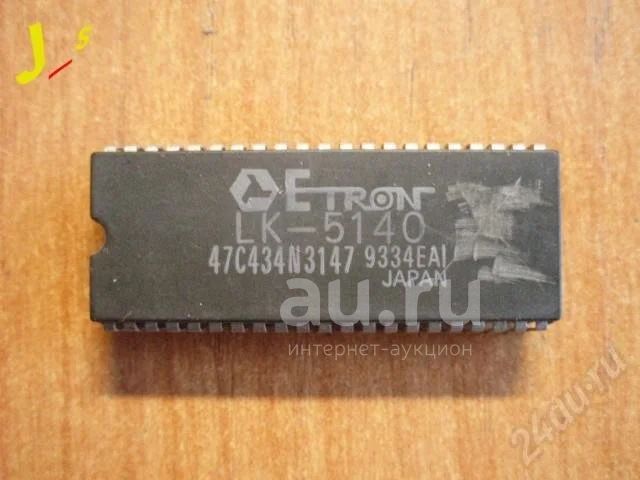 J s
ETRON
LK-5140
47C434N3147 9334EAI
JAPAN
au.ru
интернет-аукцион
24au.ru